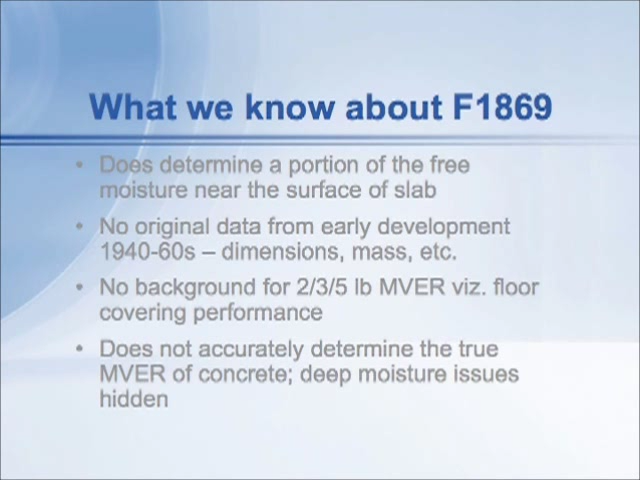 What we know about F1869
• Does determine a portion of the free
moisture near the surface of slab
• No original data from early development
1940-60s – dimensions, mass, etc.
• No background for 2/3/5 lb MVER viz. floor
covering performance
• Does not accurately determine the true
MVER of concrete; deep moisture issues
hidden